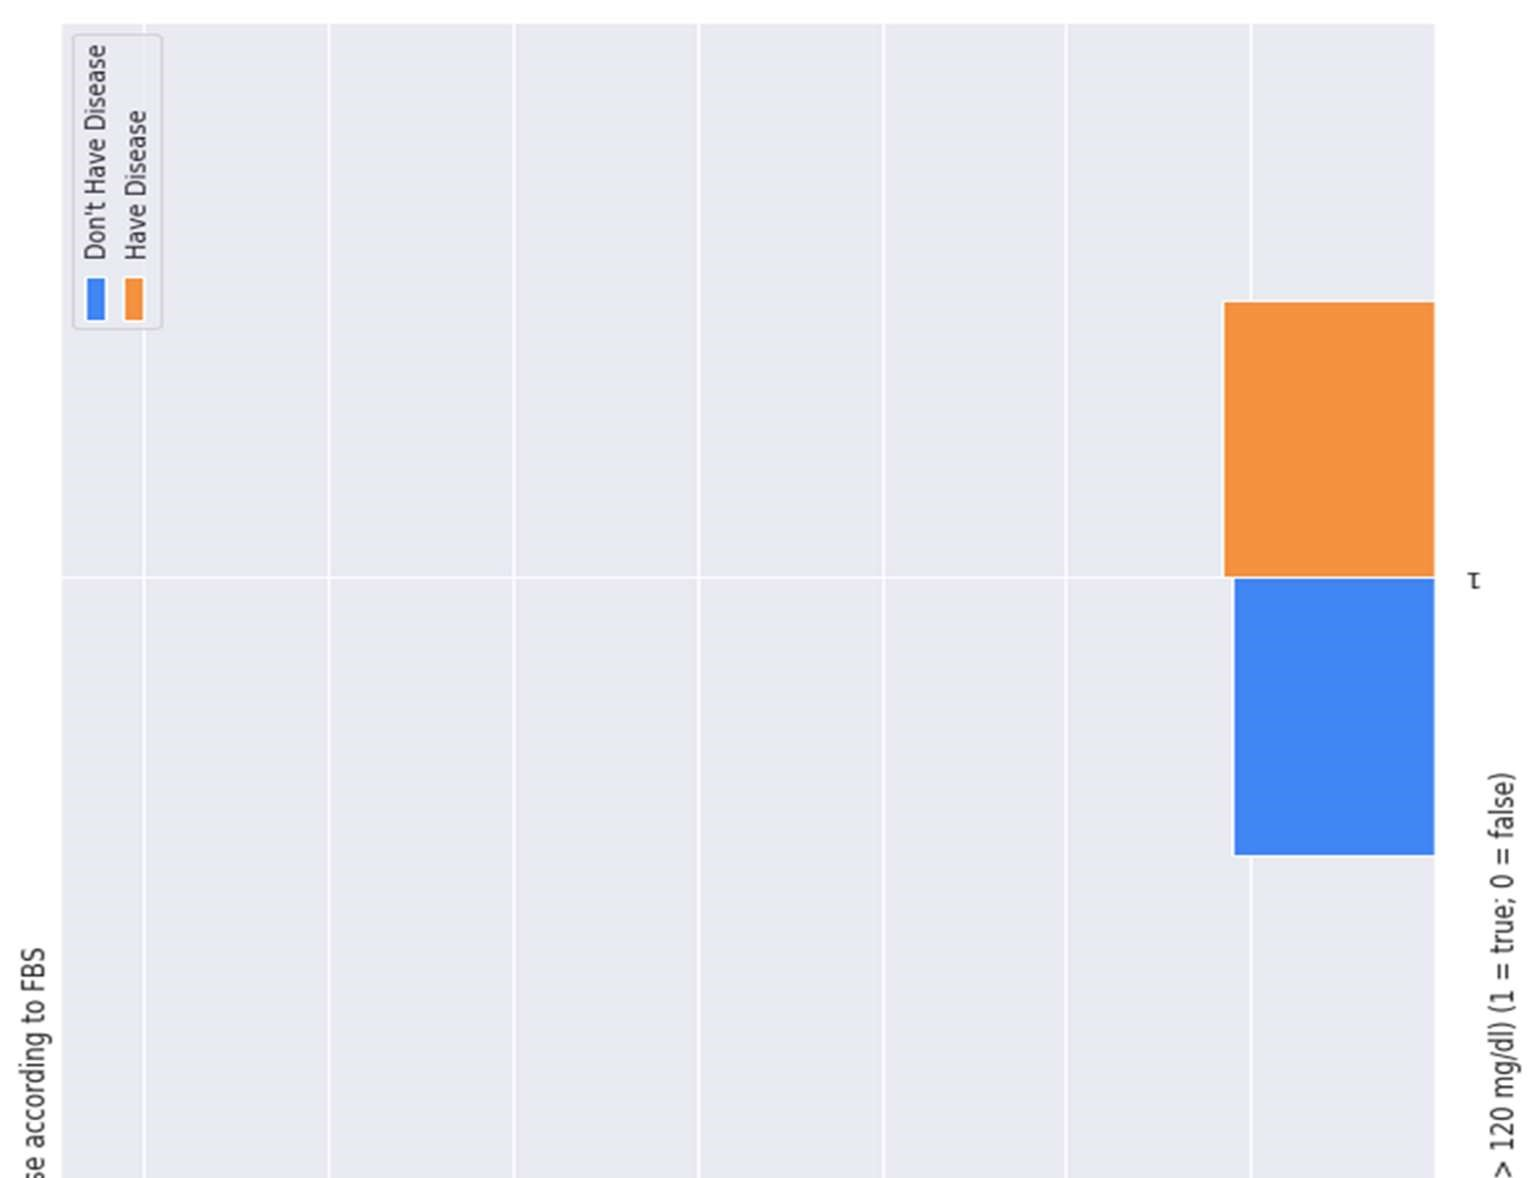 se according to FBS
Don't Have Disease
Have Disease
1
> 120 mg/dl) (1 = true; 0 = false)